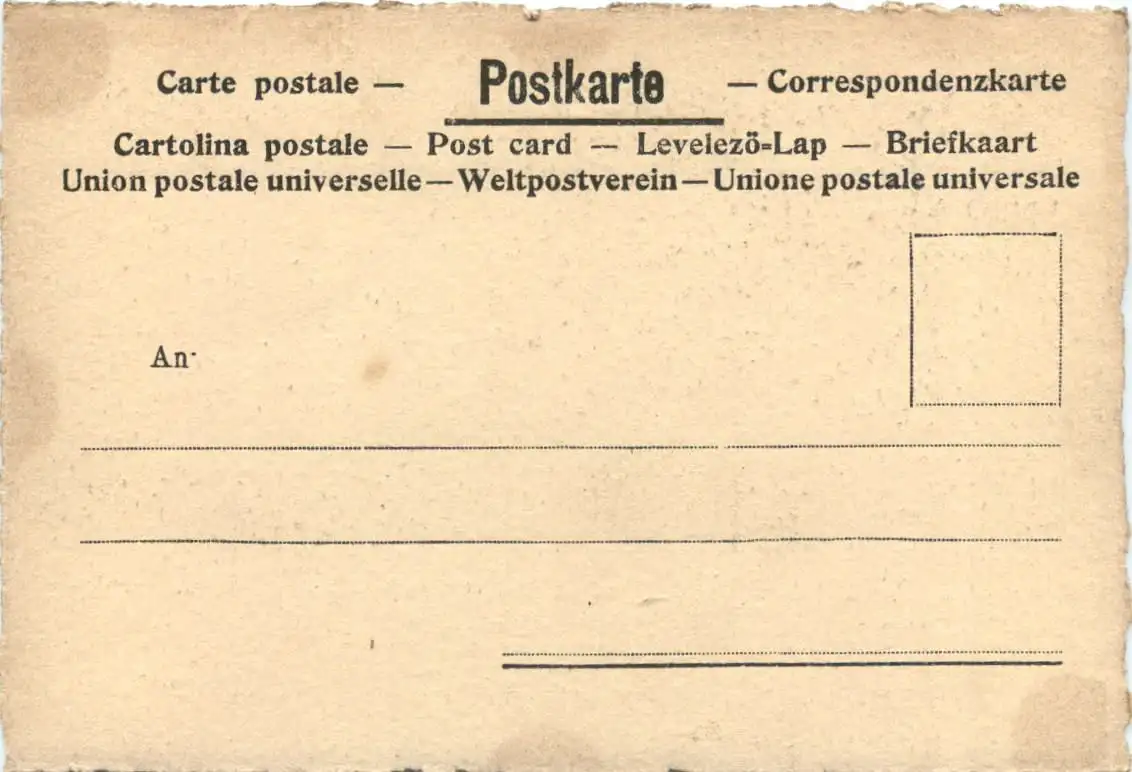 Carte postale — Postkarte — Correspondenzkarte
Cartolina postale — Post card — Levelezö-Lap — Briefkaart
Union postale universelle — Weltpostverein — Unione postale universale
An